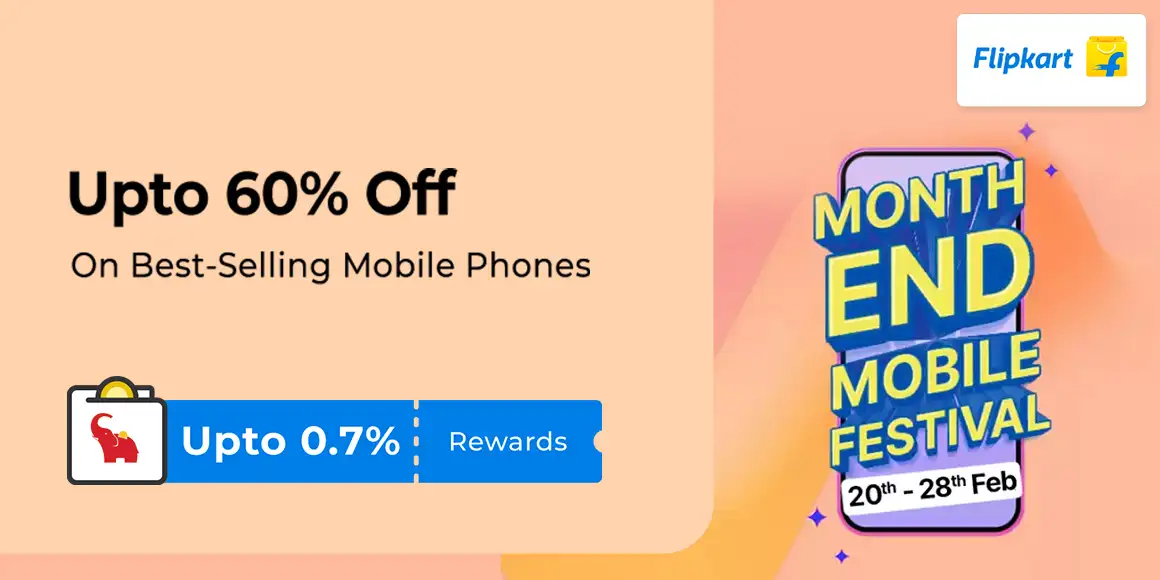 Flipkart
Upto 60% Off
On Best-Selling Mobile Phones
Upto 0.7%
Rewards
MONTH
END
MOBILE
FESTIVAL
20th - 28th Feb